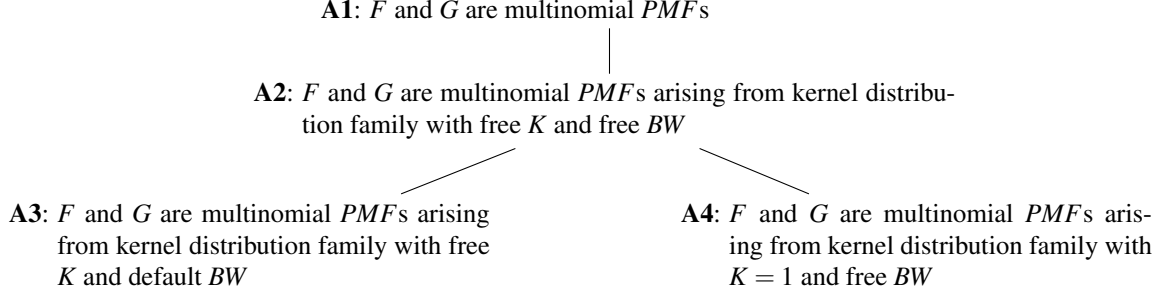 A1: F and G are multinomial PMFs
A2: F and G are multinomial PMFs arising from kernel distribu-
tion family with free K and free BW
A3: F and G are multinomial PMFs arising
from kernel distribution family with free
K and default BW
A4: F and G are multinomial PMFs aris-
ing from kernel distribution family with
K = 1 and free BW